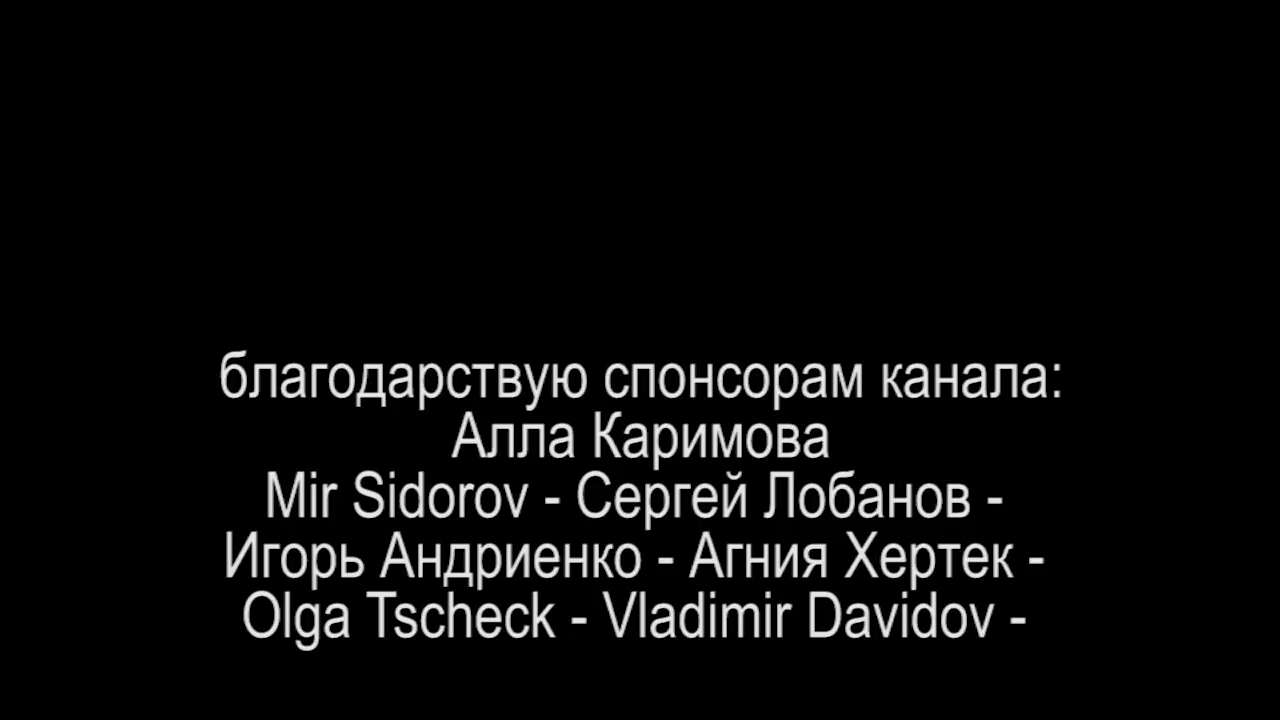 благодарствую спонсорам канала:
Алла Каримова
Mir Sidorov - Сергей Лобанов -
Игорь Андриенко - Агния Хертек -
Olga Tscheck - Vladimir Davidov -